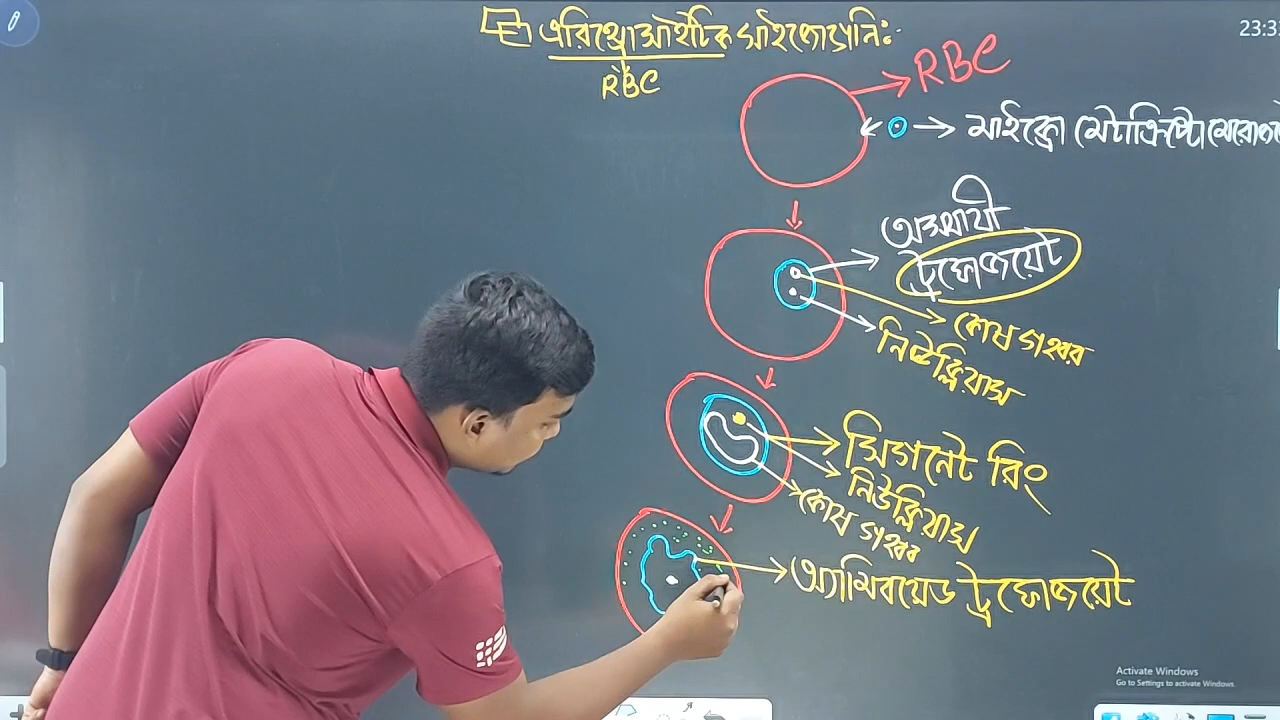 এরিথ্রোসাইটিক সাইজোগনি:
RBC
RBC
মাইক্রো মেটাক্রিপ্টোমেরোজ
অস্থায়ী
ট্রফোজয়েট
কোষ গহ্বর
নিউক্লিয়াস
সিগনেট রিং
নিউক্লিয়াস
কোষ গহ্বর
অ্যামিবয়েড ট্রফোজয়েট
23:3
Activate Windows
Go to Settings to activate Windows.